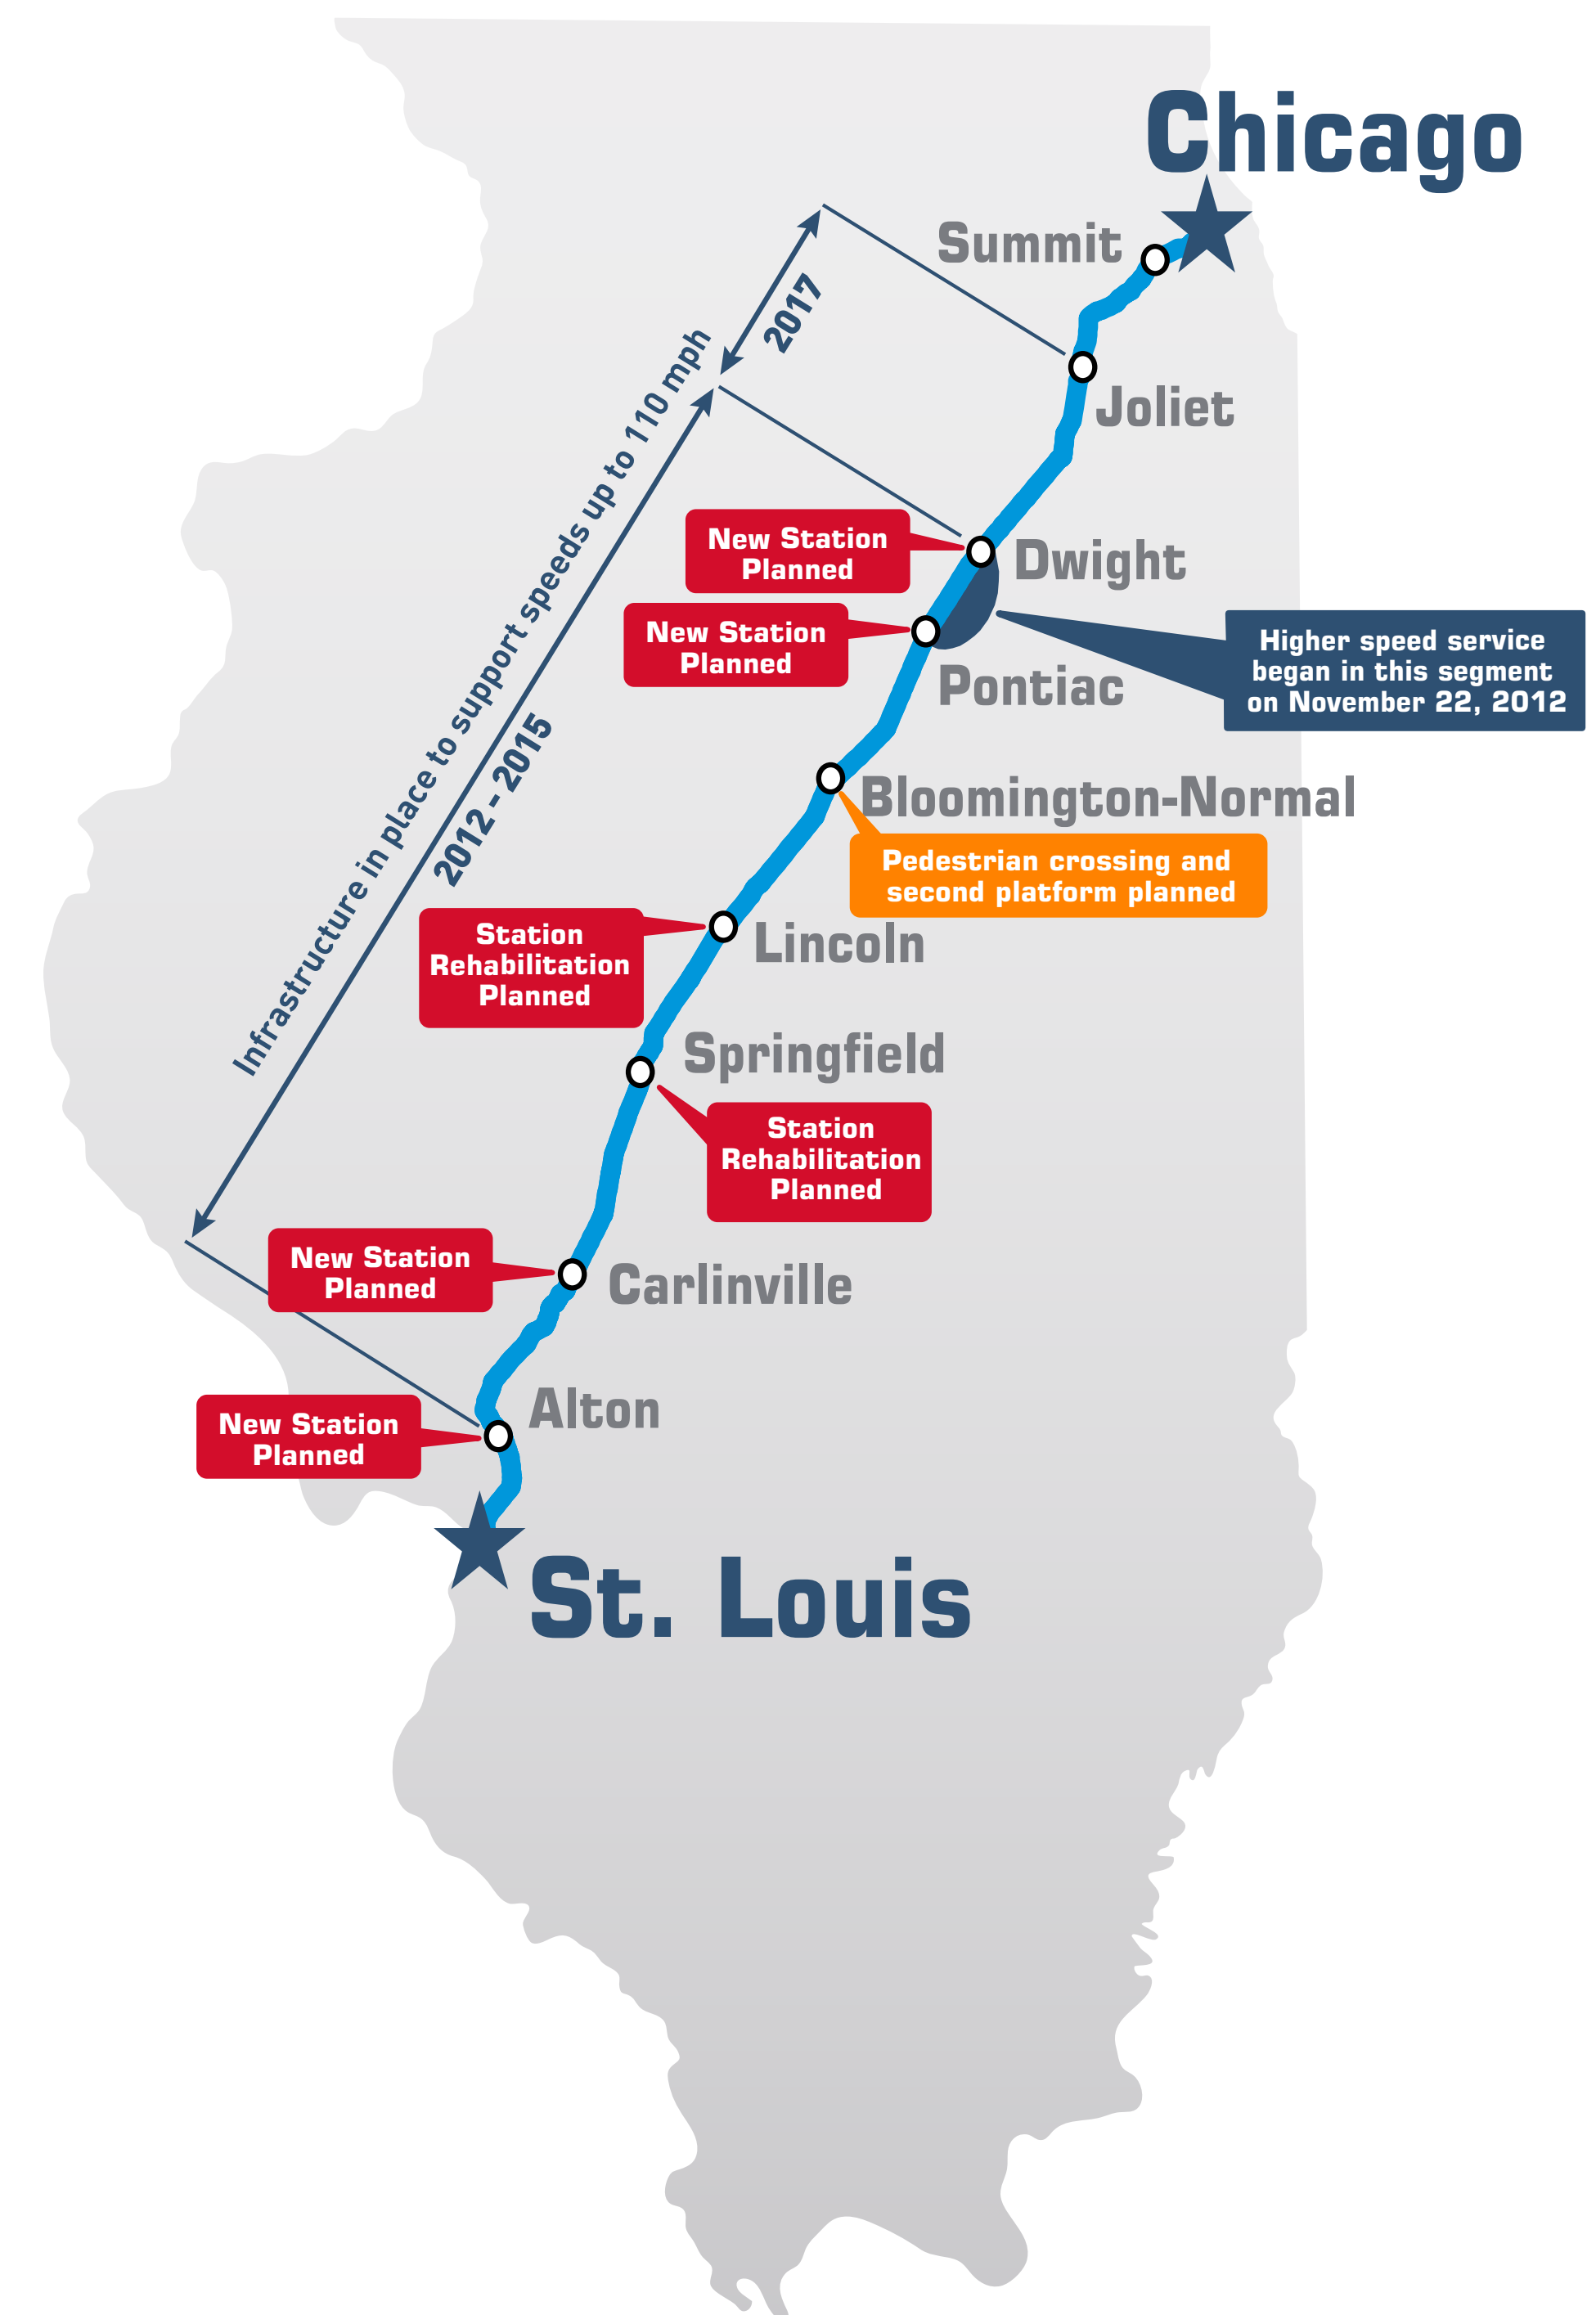 Chicago
Summit
2017
Joliet
Infrastructure in place to support speeds up to 110 mph
2012 - 2015
New Station
Planned
Dwight
New Station
Planned
Higher speed service
began in this segment
on November 22, 2012
Pontiac
Bloomington-Normal
Pedestrian crossing and
second platform planned
Station
Rehabilitation
Planned
Lincoln
Springfield
Station
Rehabilitation
Planned
New Station
Planned
Carlinville
Alton
New Station
Planned
St. Louis